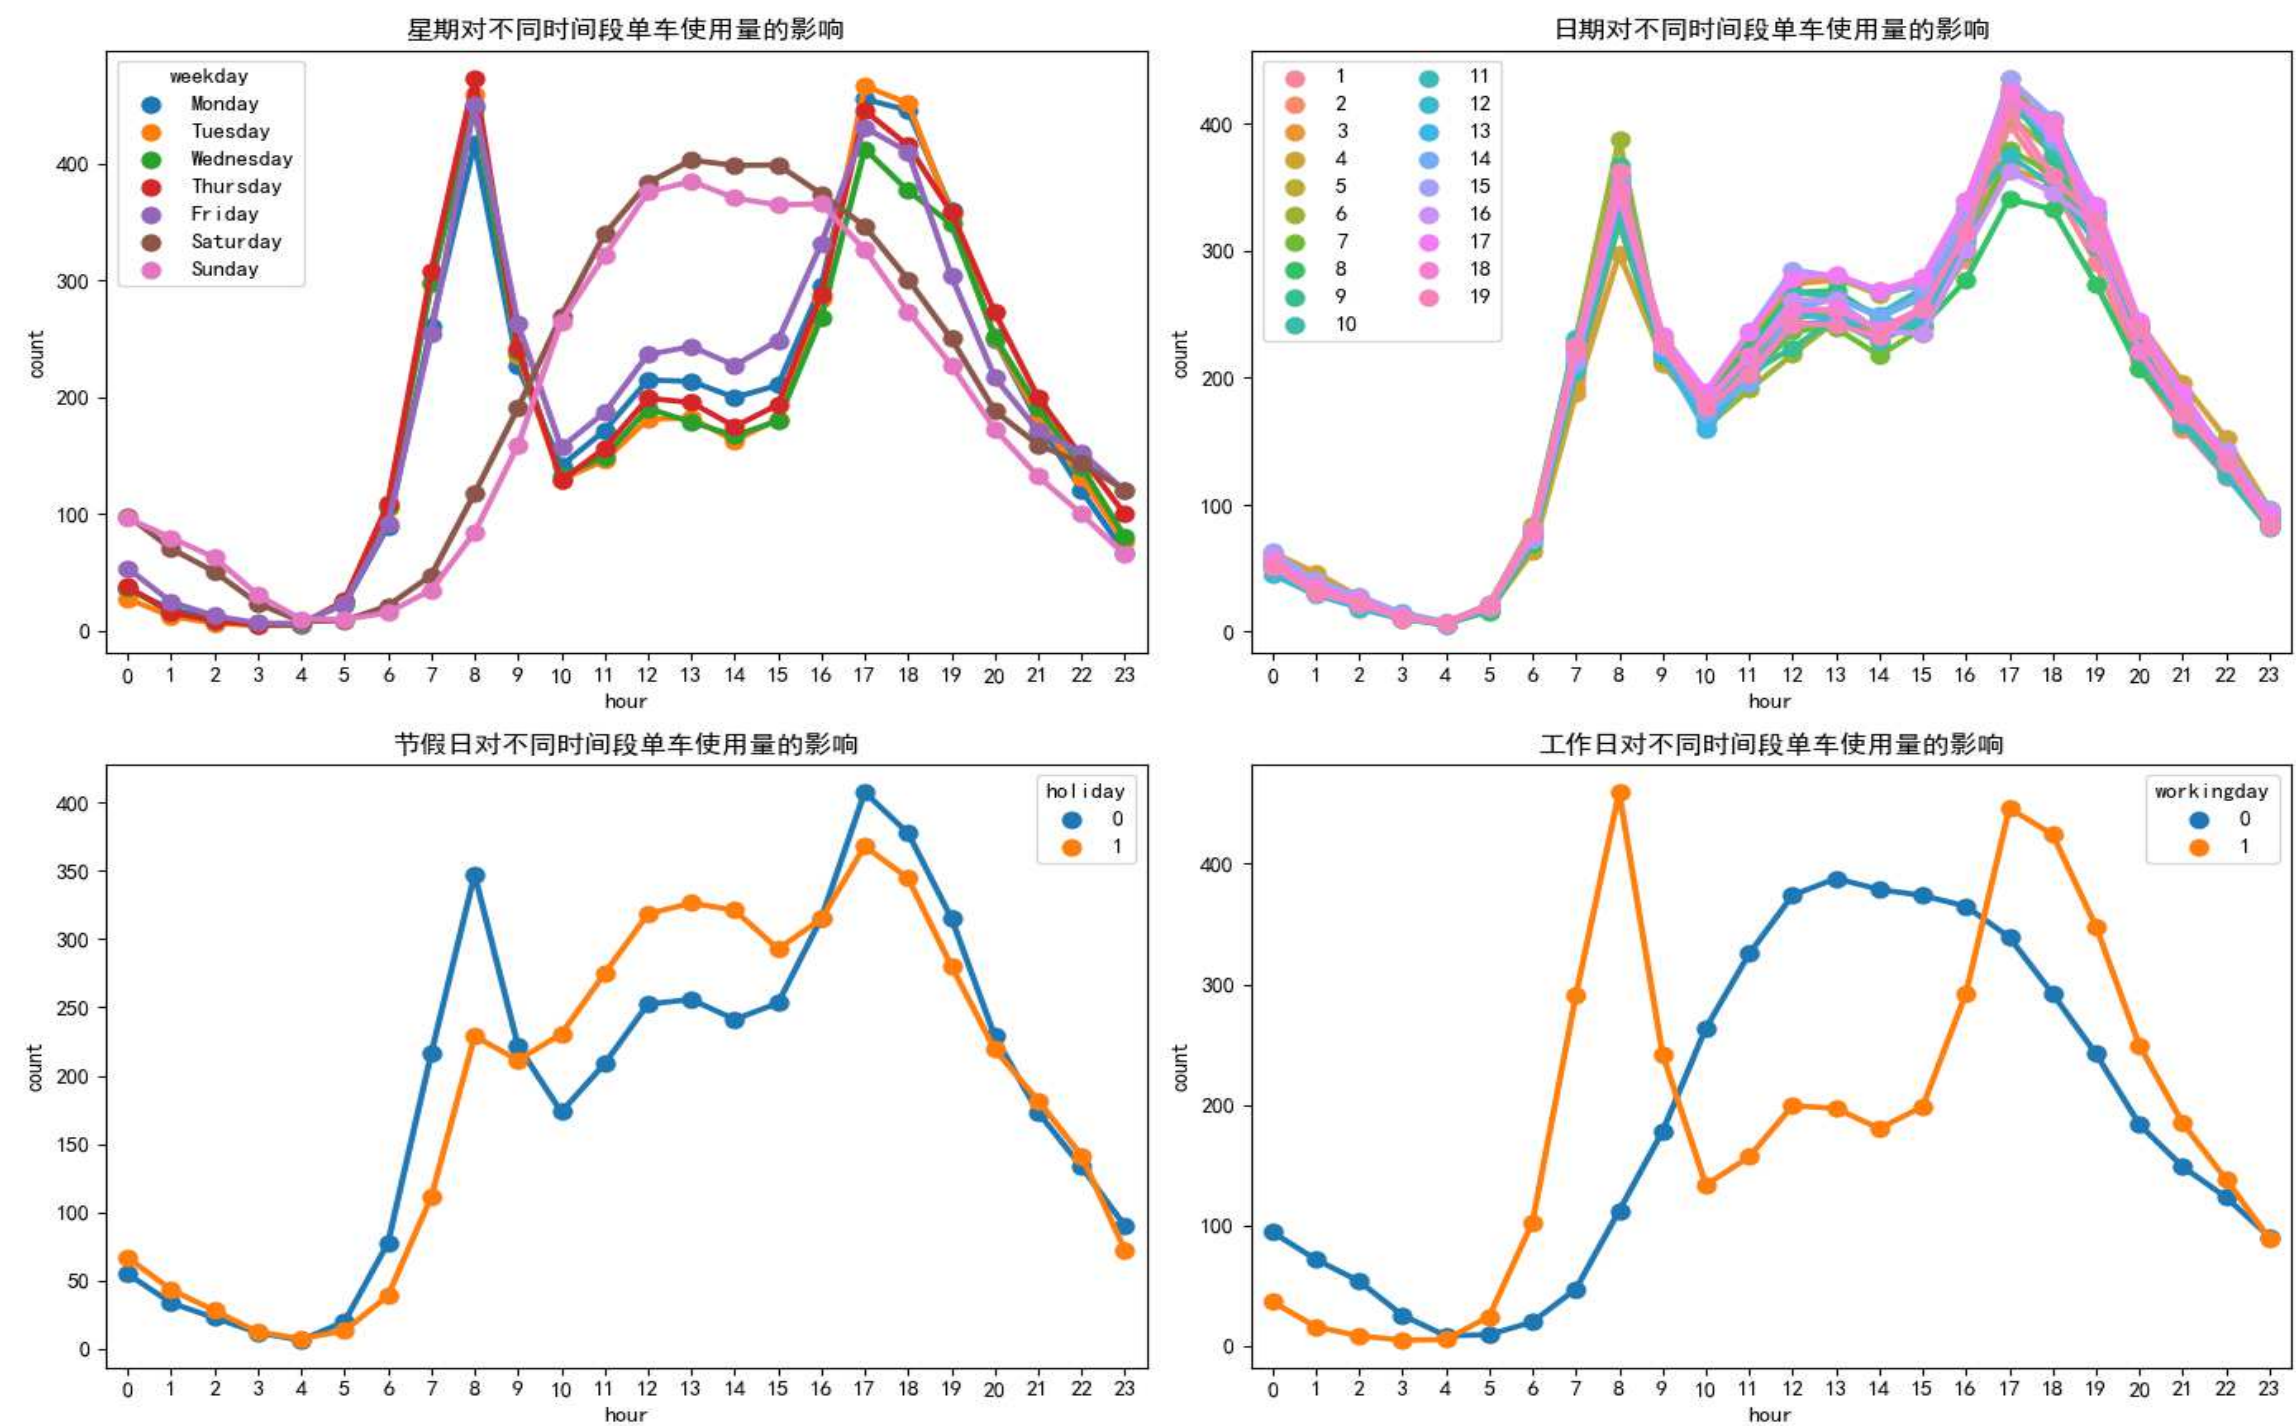 星期对不同时间段单车使用量的影响
weekday
Monday
Tuesday
Wednesday
Thursday
Friday
Saturday
Sunday
count
400
300
200
100
0
0 1 2 3 4 5 6 7 8 9 10 11 12 13 14 15 16 17 18 19 20 21 22 23
hour
日期对不同时间段单车使用量的影响
1 11
2 12
3 13
4 14
5 15
6 16
7 17
8 18
9 19
10
count
400
300
200
100
0
0 1 2 3 4 5 6 7 8 9 10 11 12 13 14 15 16 17 18 19 20 21 22 23
hour
节假日对不同时间段单车使用量的影响
holiday
0
1
count
400
350
300
250
200
150
100
50
0
0 1 2 3 4 5 6 7 8 9 10 11 12 13 14 15 16 17 18 19 20 21 22 23
hour
工作日对不同时间段单车使用量的影响
workingday
0
1
count
400
300
200
100
0
0 1 2 3 4 5 6 7 8 9 10 11 12 13 14 15 16 17 18 19 20 21 22 23
hour